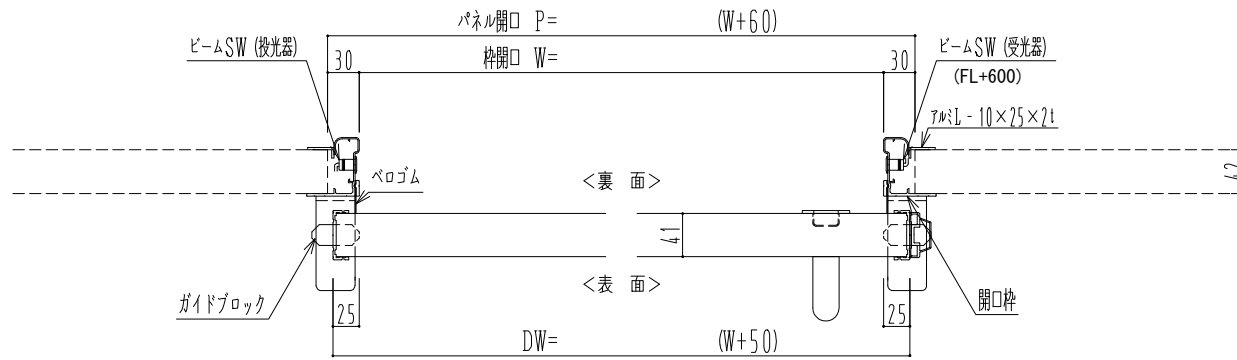 パネル開口 P= (W+60)
ビームSW (投光器)
ビームSW (受光器)
30
枠開口 W=
30
(FL+600)
アルミL - 10×25×2t
ベロゴム
<裏 面>
41
<表 面>
ガイドブロック
開口枠
25
25
DW= (W+50)